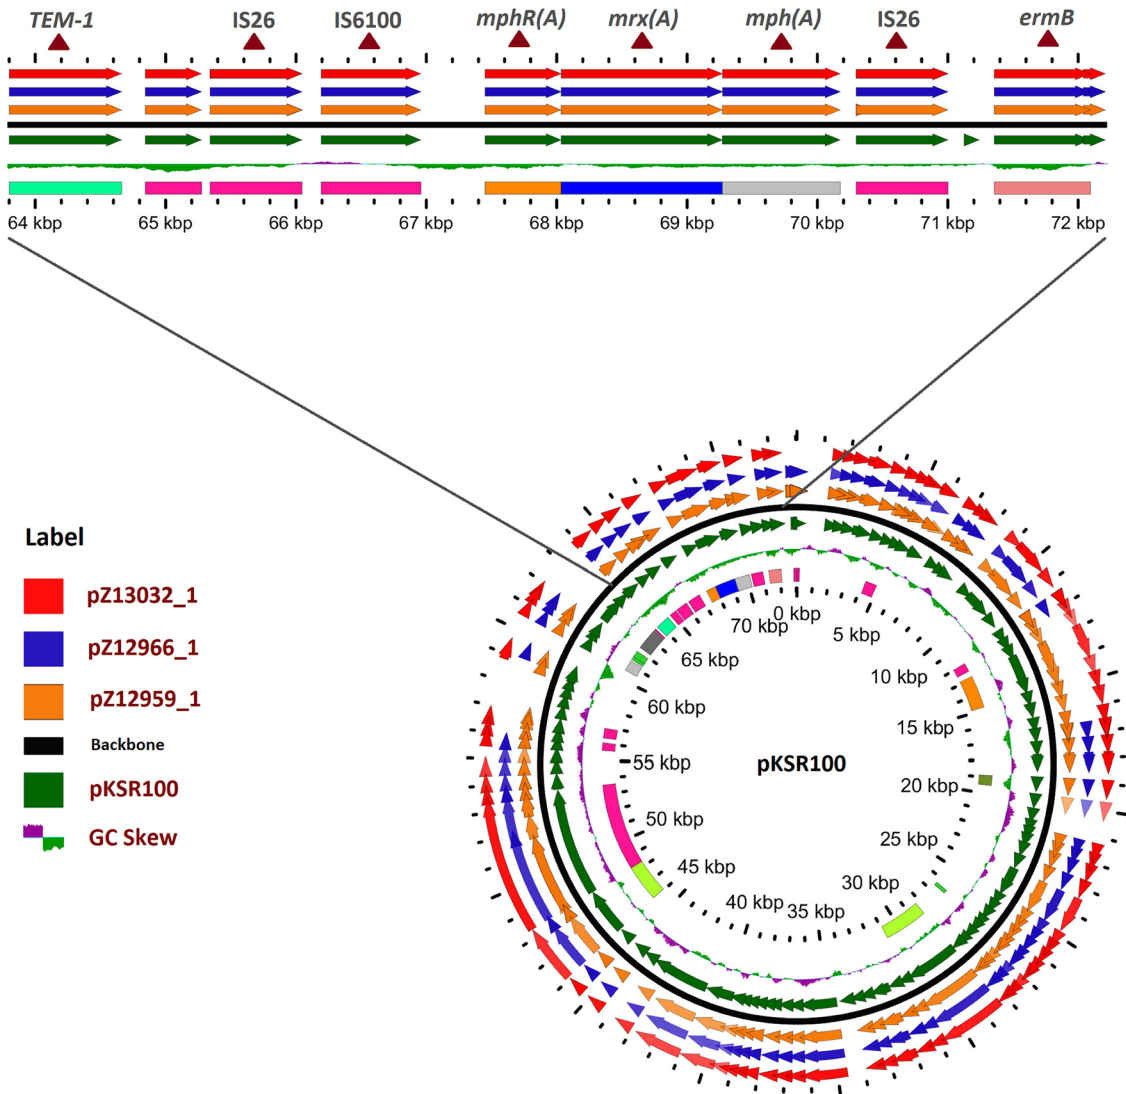 TEM-1 IS26 IS6100 mphR(A) mrx(A) mph(A) IS26 ermB
64 kbp 65 kbp 66 kbp 67 kbp 68 kbp 69 kbp 70 kbp 71 kbp 72 kbp
Label
pZ13032_1
pZ12966_1
pZ12959_1
Backbone
pKSR100
GC Skew
0 kbp
5 kbp
10 kbp
15 kbp
20 kbp
25 kbp
30 kbp
35 kbp
40 kbp
45 kbp
50 kbp
55 kbp
60 kbp
65 kbp
70 kbp
pKSR100